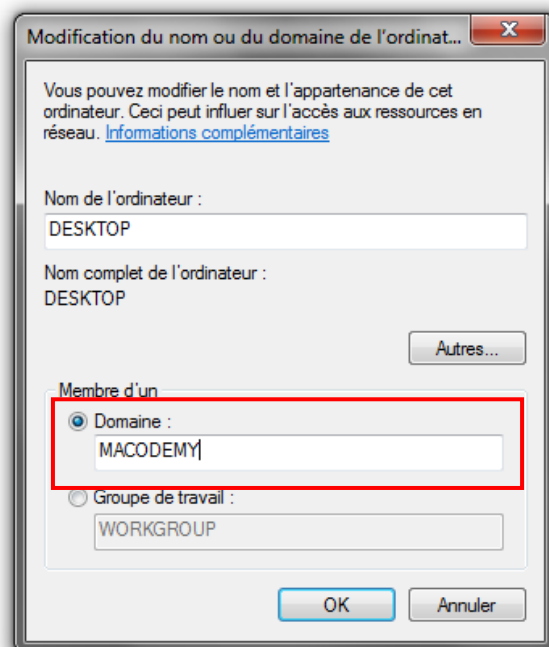 Modification du nom ou du domaine de l'ordinat...
Vous pouvez modifier le nom et l'appartenance de cet
ordinateur. Ceci peut influer sur l'accès aux ressources en
réseau. Informations complémentaires
Nom de l'ordinateur :
DESKTOP
Nom complet de l'ordinateur :
DESKTOP
Autres...
Membre d'un
Domaine :
MACODEMY
Groupe de travail :
WORKGROUP
OK
Annuler